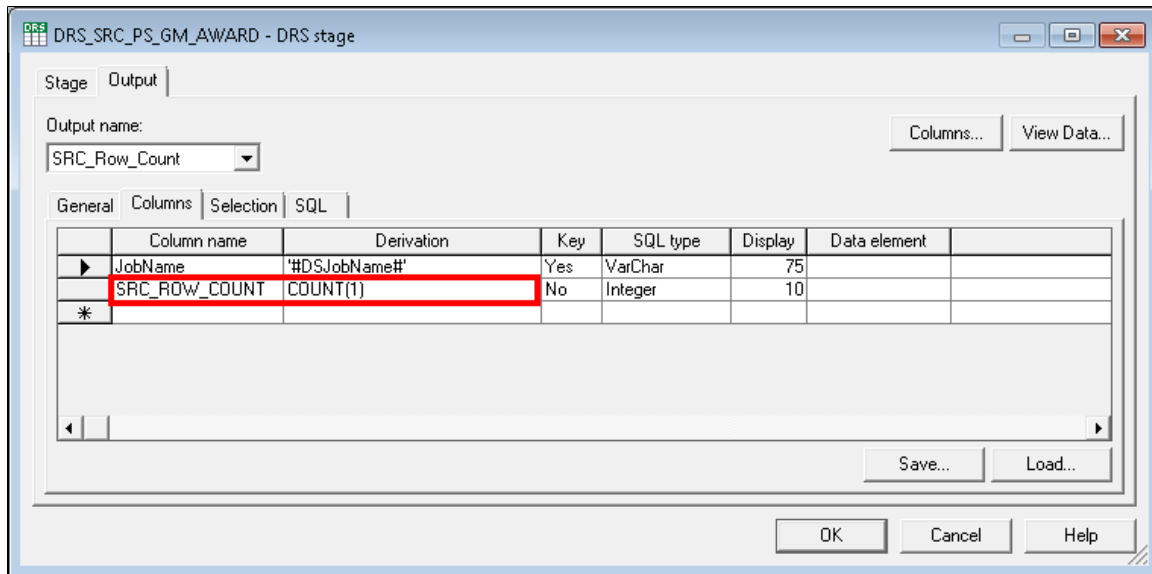 DRS
DRS_SRC_PS_GM_AWARD - DRS stage
Stage Output
Output name:
Columns... View Data...
SRC_Row_Count
General Columns Selection SQL
Column name Derivation Key SQL type Display Data element
JobName '#DSJobName#' Yes VarChar 75
SRC_ROW_COUNT COUNT(1) No Integer 10
Save... Load...
OK Cancel Help